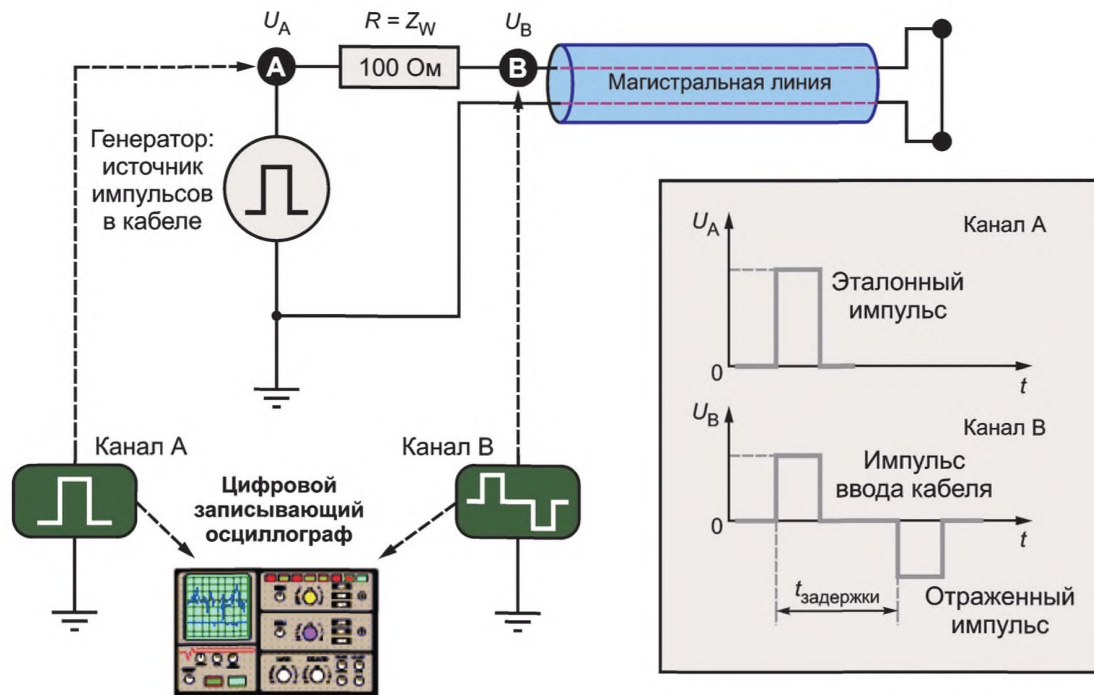 U_A
R = Z_W
U_B
A
100 Ом
B
Магистральная линия
Генератор:
источник
импульсов
в кабеле
Канал A
Канал B
Цифровой
записывающий
осциллограф
U_A
Канал A
Эталонный
импульс
0
t
U_B
Канал B
Импульс
ввода кабеля
0
t
t_задержки
Отраженный
импульс